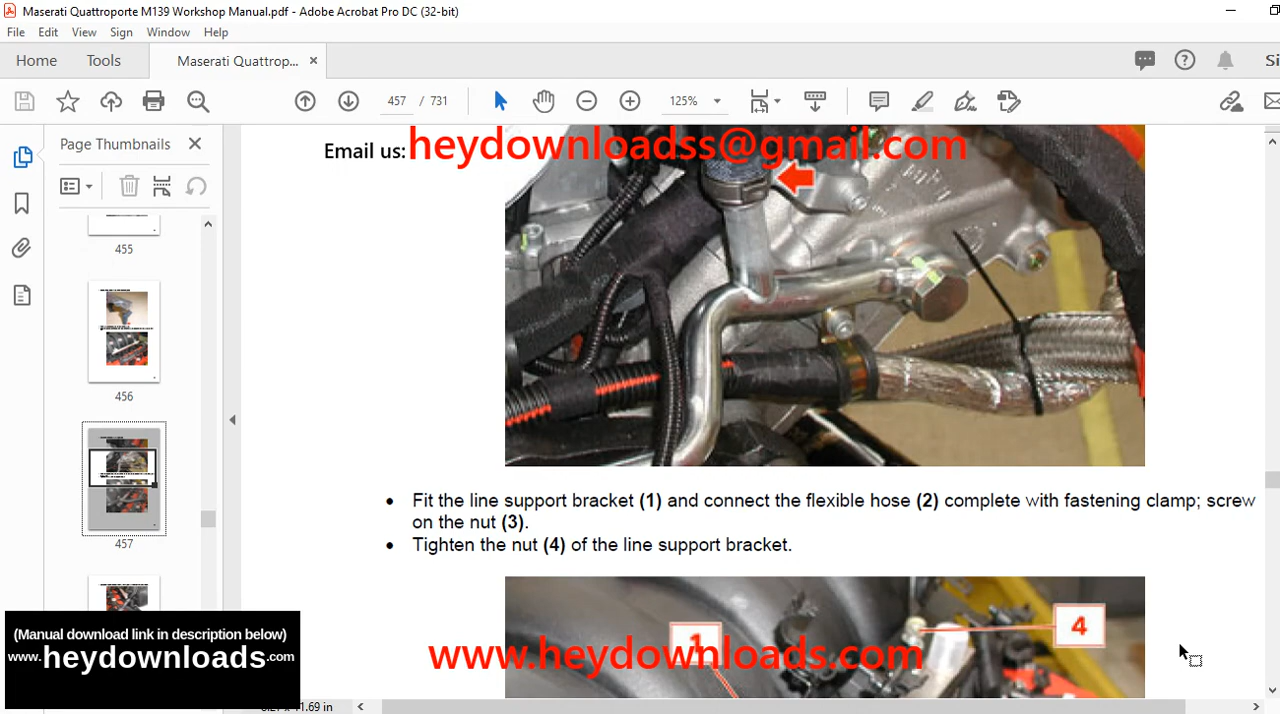 Maserati Quattroporte M139 Workshop Manual.pdf - Adobe Acrobat Pro DC (32-bit)
File Edit View Sign Window Help
Home Tools Maserati Quattrop... ×
Si
457 / 731 125%
Page Thumbnails
455
456
457
Email us: heydownloadss@gmail.com
• Fit the line support bracket (1) and connect the flexible hose (2) complete with fastening clamp; screw
on the nut (3).
• Tighten the nut (4) of the line support bracket.
1
4
www.heydownloads.com
(Manual download link in description below)
www.heydownloads.com